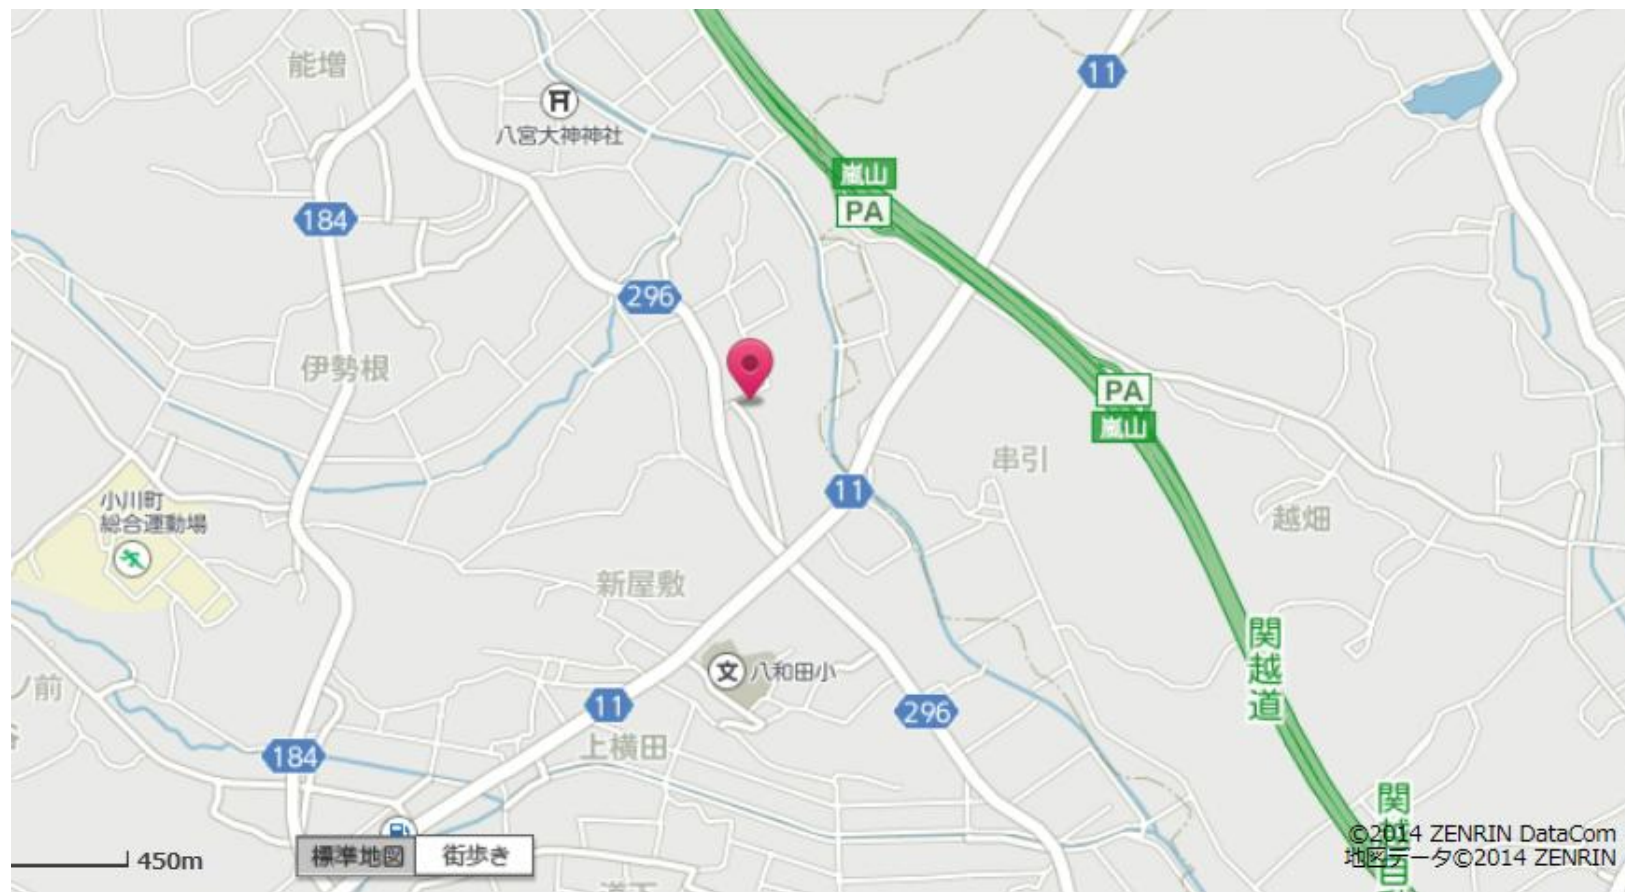 能増
11
八宮大神神社
嵐山
PA
184
296
伊勢根
PA
嵐山
串引
小川町
総合運動場
11
越畑
新屋敷
関越道
八和田小
ノ前
11
296
上横田
184
450m
標準地図
街歩き
©2014 ZENRIN DataCom
地図データ©2014 ZENRIN